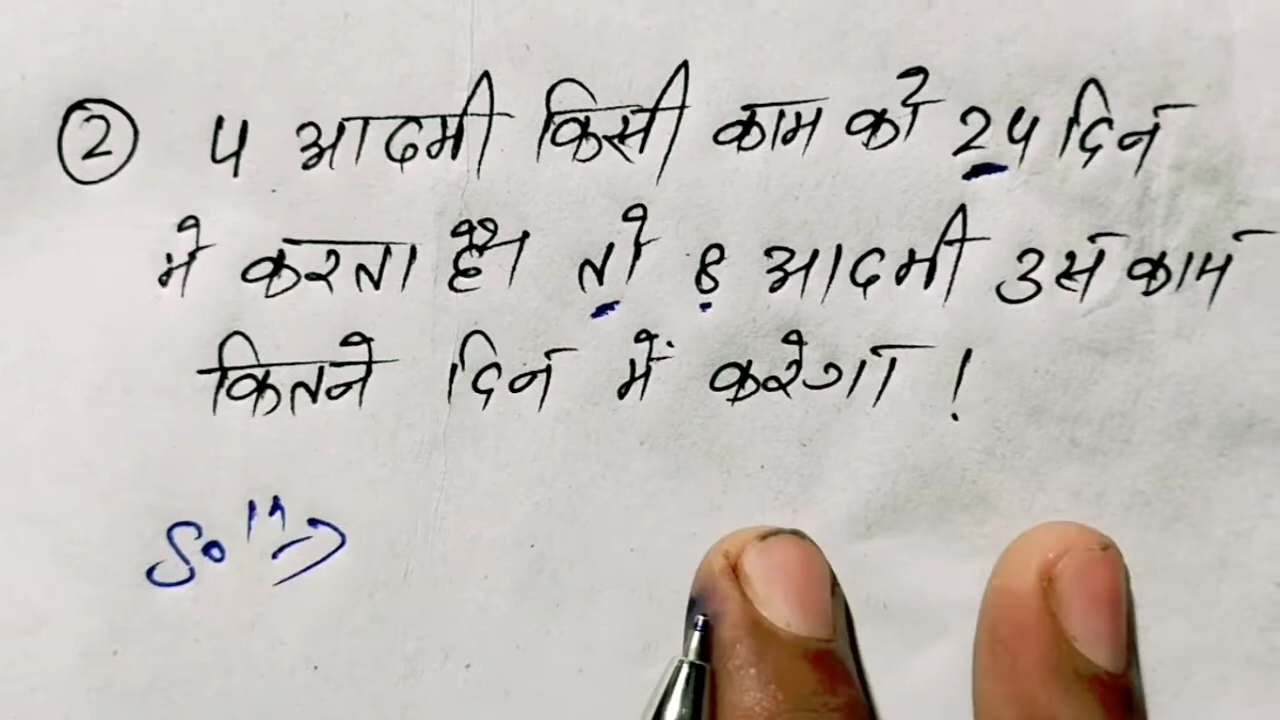 ② 4 आदमी किसी काम को 24 दिन
मे करता है तो 8 आदमी उस काम
कितने दिन में करेगा !
Solⁿ→